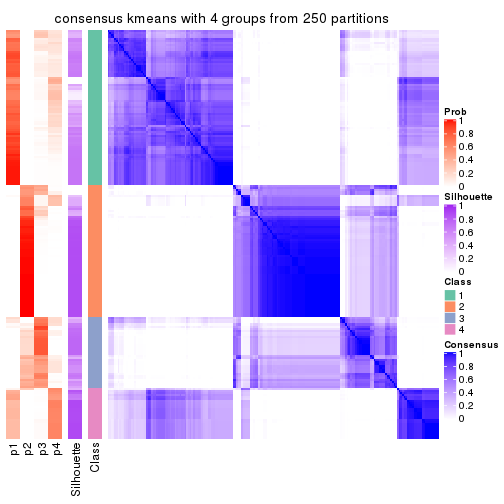 consensus kmeans with 4 groups from 250 partitions
Prob
1
0.8
0.6
0.4
0.2
0
Silhouette
1
0.8
0.6
0.4
0.2
0
Class
1
2
3
4
Consensus
1
0.8
0.6
0.4
0.2
0
p1
p2
p3
p4
Silhouette
Class